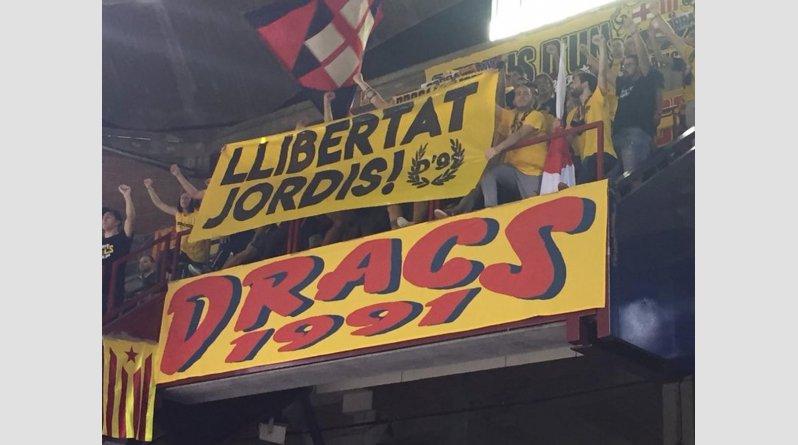 LLIBERTAT
JORDIS! D'91
DRACS
1991